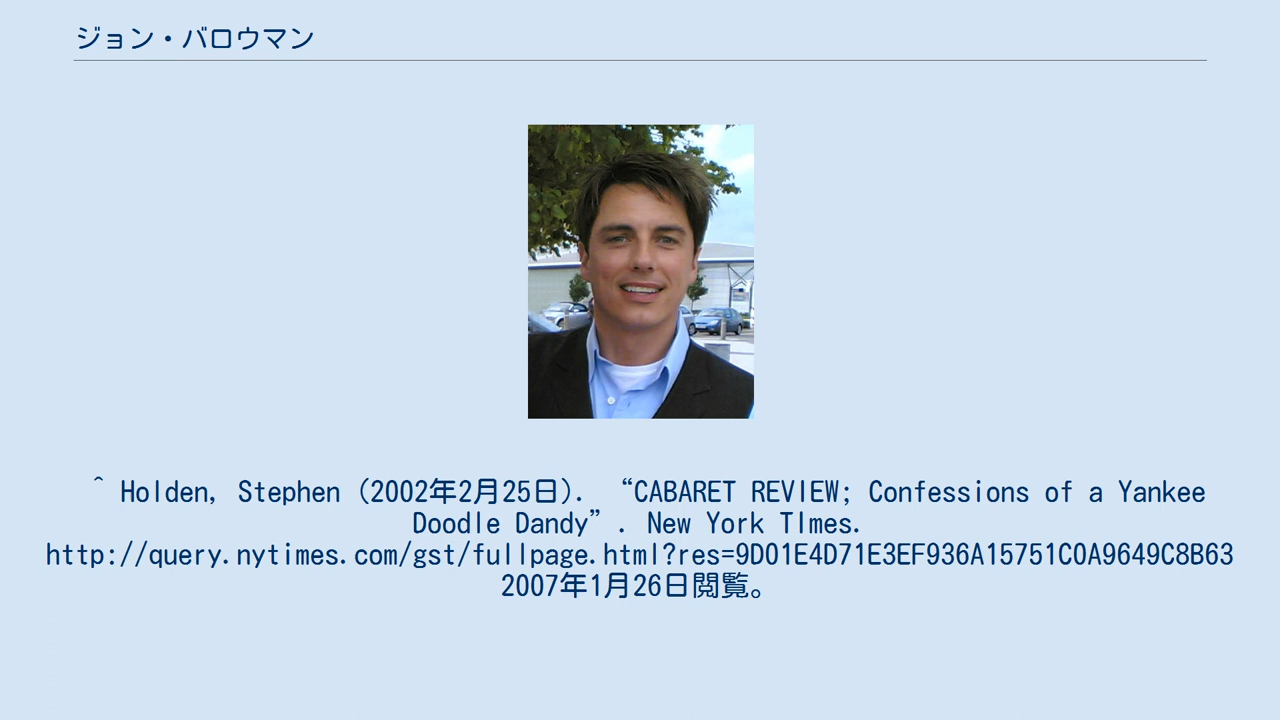 ジョン・バロウマン
^ Holden, Stephen (2002年2月25日). “CABARET REVIEW; Confessions of a Yankee
Doodle Dandy”. New York TImes.
http://query.nytimes.com/gst/fullpage.html?res=9D01E4D71E3EF936A15751C0A9649C8B63
2007年1月26日閲覧。